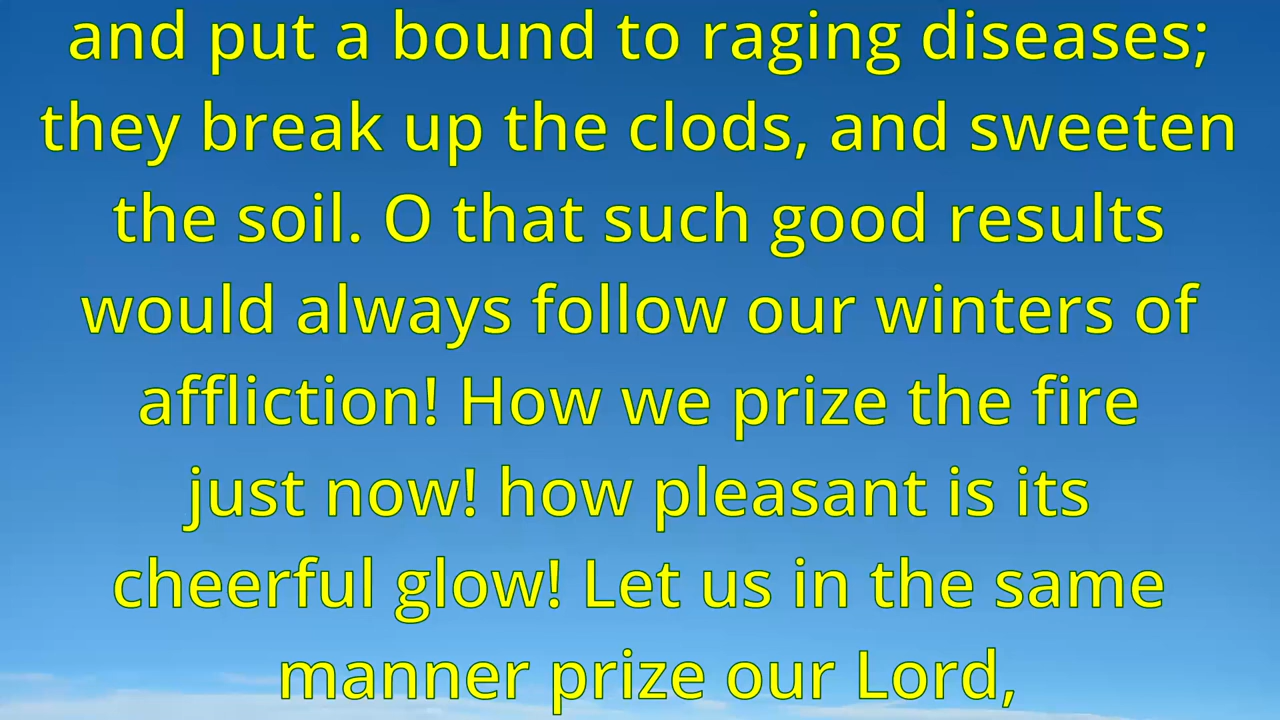 and put a bound to raging diseases;
they break up the clods, and sweeten
the soil. O that such good results
would always follow our winters of
affliction! How we prize the fire
just now! how pleasant is its
cheerful glow! Let us in the same
manner prize our Lord,